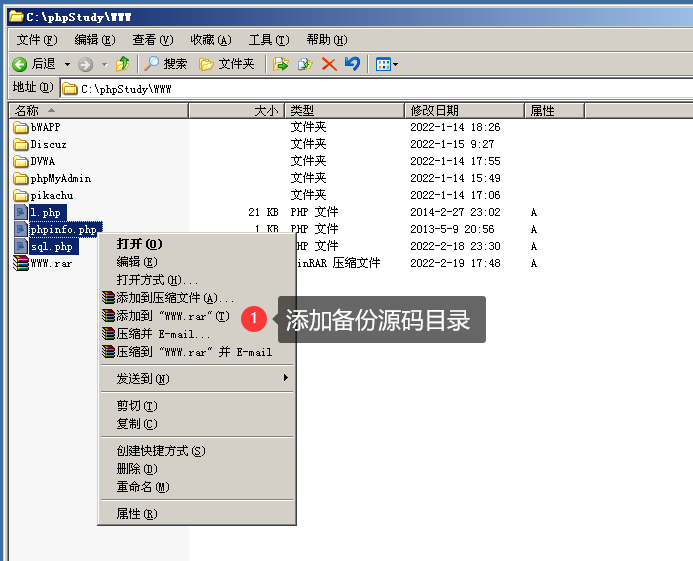 C:\phpStudy\WWW
文件(F) 编辑(E) 查看(V) 收藏(A) 工具(T) 帮助(H)
后退 搜索 文件夹
地址(D) C:\phpStudy\WWW
名称 大小 类型 修改日期 属性
bWAPP 文件夹 2022-1-14 18:26
Discuz 文件夹 2022-1-15 9:27
DVWA 文件夹 2022-1-14 17:55
phpMyAdmin 文件夹 2022-1-14 15:49
pikachu 文件夹 2022-1-14 17:06
l.php 21 KB PHP 文件 2014-2-27 23:02 A
phpinfo.php 1 KB PHP 文件 2013-5-9 20:56 A
sql.php HP 文件 2022-2-18 23:30 A
WWW.rar inRAR 压缩文件 2022-2-19 17:48 A
打开(O)
编辑(E)
打开方式(H)...
添加到压缩文件(A)...
添加到 "WWW.rar"(T)
1 添加备份源码目录
压缩并 E-mail...
压缩到 "WWW.rar" 并 E-mail
发送到(N)
剪切(T)
复制(C)
创建快捷方式(S)
删除(D)
重命名(M)
属性(R)